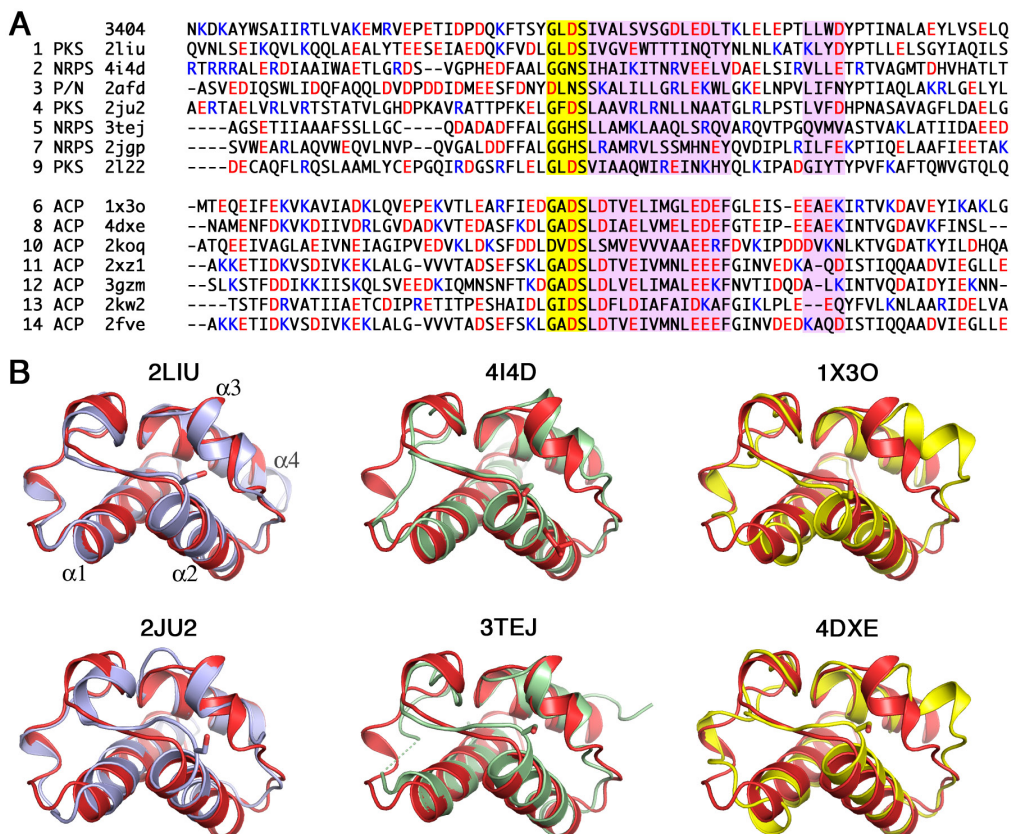 A
3404 NKDKAYWSAIIRTLVAKEMRVEPETIDPDQKFTSYGLDSIVALSVSGDLEDLTKLELEPTLLWDYPTINALAEYLVSELQ
1 PKS 2liu QVNLSEIKQVLKQQLAEALYTEESEIAEDQKFVDLGLDSIVGVEWTTTINQTYNLNLKATKLYDYPTLLELSGYIAQILS
2 NRPS 4i4d RTRRRALERDIAAIWAETLGRDS--VGPHEDFAALGGNSIHAIKITNRVEELVDAELSIRVLLETRTVAGMTDHVHATLT
3 P/N 2afd -ASVEDIQSWLIDQFAQQLDVDPDDIDMEESFDNYDLNSSKALILLGRLEKWLGKELNPVLIFNYPTIAQLAKRLGELYL
4 PKS 2ju2 AERTAELVRLVRTSTATVLGHDPKAVRATTPFKELGFDSLAAVRLRNLLNAATGLRLPSTLVFDHPNASAVAGFLDAELG
5 NRPS 3tej ----AGSETIIAAAFSSLLGC----QDADADFFALGGHSLLAMKLAAQLSRQVARQVTPGQVMVASTVAKLATIIDAEED
7 NRPS 2jgp ----SVWEARLAQVWEQVLNVP--QVGALDDFFALGGHSLRAMRVLSSMHNEYQVDIPLRILFEKPTIQELAAFIEETAK
9 PKS 2l22 ----DECAQFLRQSLAAMLYCEPGQIRDGSRFLELGLDSVIAAQWIREINKHYQLKIPADGIYTYPVFKAFTQWVGTQLQ
6 ACP 1x3o -MTEQEIFEKVKAVIADKLQVEPEKVTLEARFIEDGADSLDTVELIMGLEDEFGLEIS-EEAEKIRTVKDAVEYIKAKLG
8 ACP 4dxe --NAMENFDKVKDIIVDRLGVDADKVTEDASFKDLGADSLDIAELVMELEDEFGTEIP-EEAEKINTVGDAVKFINSL--
10 ACP 2koq -ATQEEIVAGLAEIVNEIAGIPVEDVKLDKSFDDLDVDSLSMVEVVVAAEERFDVKIPDDDVKNLKTVGDATKYILDHQA
11 ACP 2xz1 --AKKETIDKVSDIVKEKLALG-VVVTADSEFSKLGADSLDTVEIVMNLEEEFGINVEDKA-QDISTIQQAADVIEGLLE
12 ACP 3gzm --SLKSTFDDIKKIISKQLSVEEDKIQMNSNFTKDGADSLDLVELIMALEEKFNVTIDQDA-LKINTVQDAIDYIEKNN-
13 ACP 2kw2 ----TSTFDRVATIIAETCDIPRETITPESHAIDLGIDSLDFLDIAFAIDKAFGIKLPLE--EQYFVLKNLAARIDELVA
14 ACP 2fve --AKKETIDKVSDIVKEKLALG-VVVTADSEFSKLGADSLDTVEIVMNLEEEFGINVDEDKAQDISTIQQAADVIEGLLE
B
2LIU 4I4D 1X3O
α3
α4
α1 α2
2JU2 3TEJ 4DXE